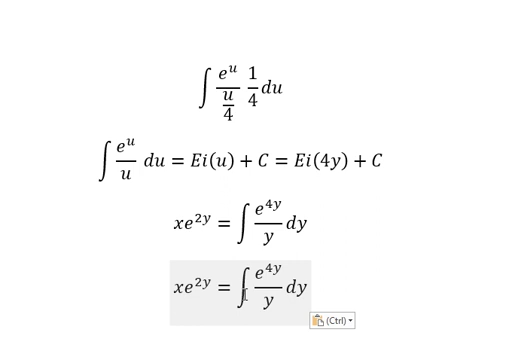 ∫ e^u/(u/4) 1/4 du
∫ e^u/u du = Ei(u) + C = Ei(4y) + C
xe^{2y} = ∫ e^{4y}/y dy
xe^{2y} = ∫ e^{4y}/y dy
(Ctrl)